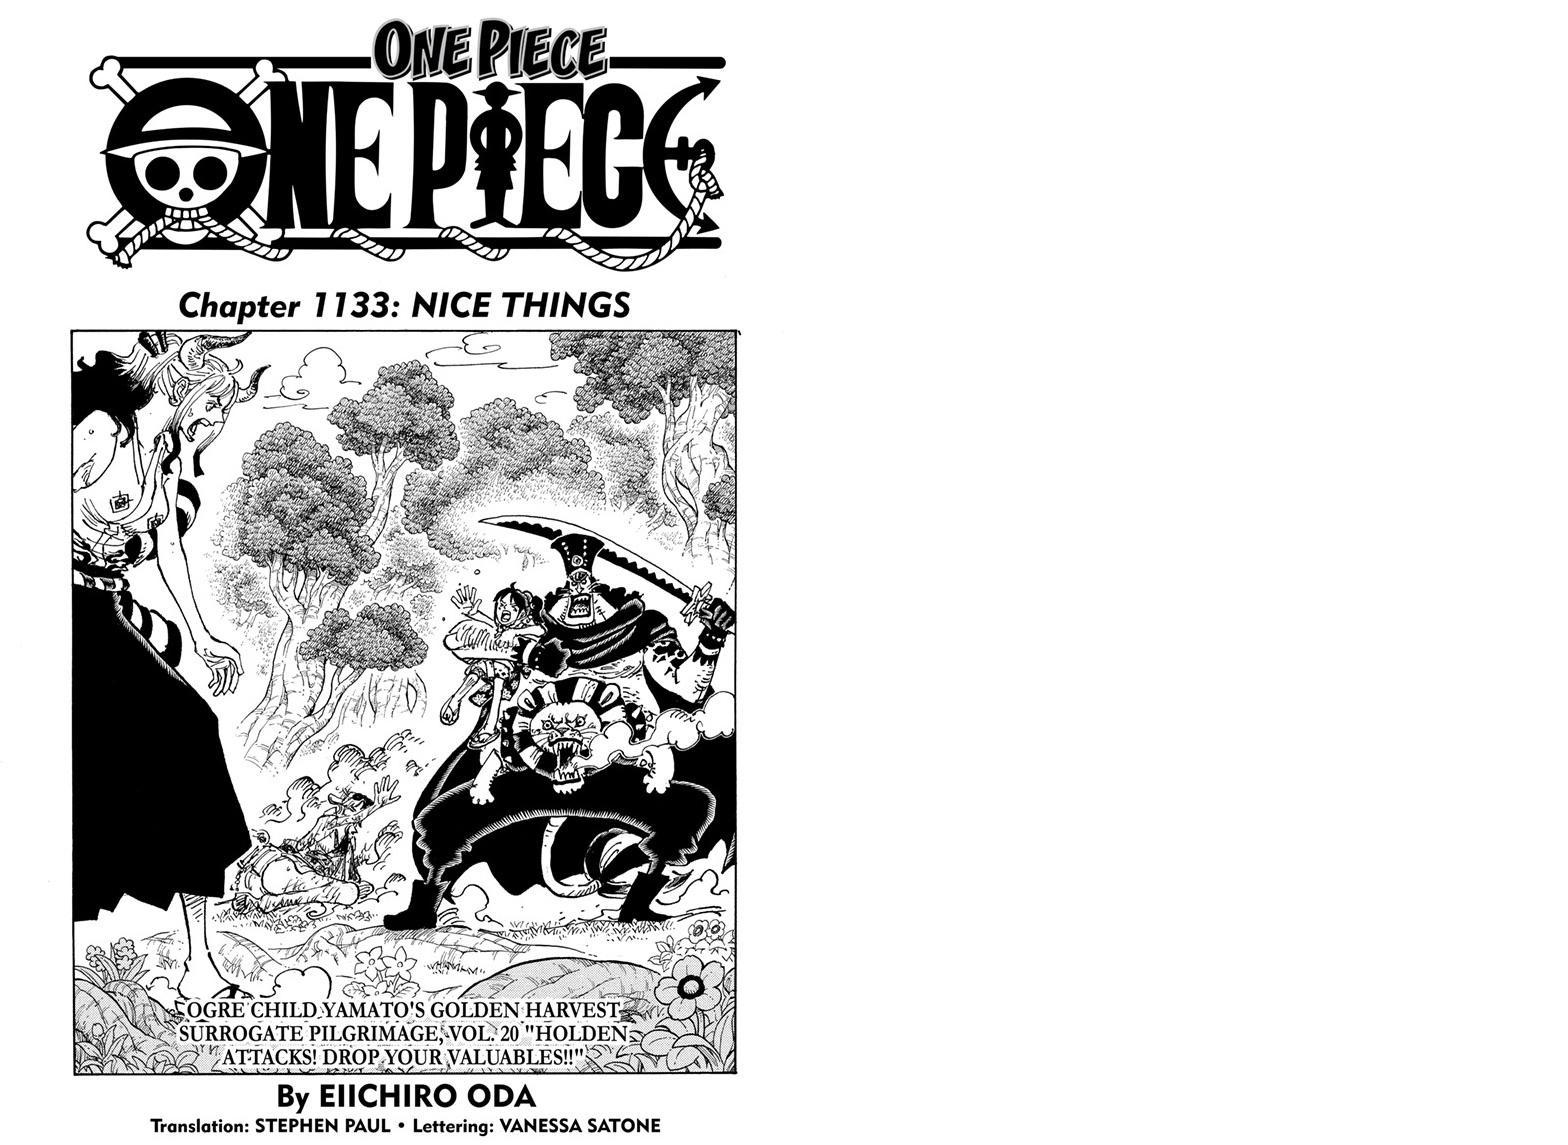 ONE PIECE
ONE PIECE
Chapter 1133: NICE THINGS
OGRE CHILD YAMATO'S GOLDEN HARVEST
SURROGATE PILGRIMAGE, VOL. 20 "HOLDEN
ATTACKS! DROP YOUR VALUABLES!!"
By EIICHIRO ODA
Translation: STEPHEN PAUL • Lettering: VANESSA SATONE